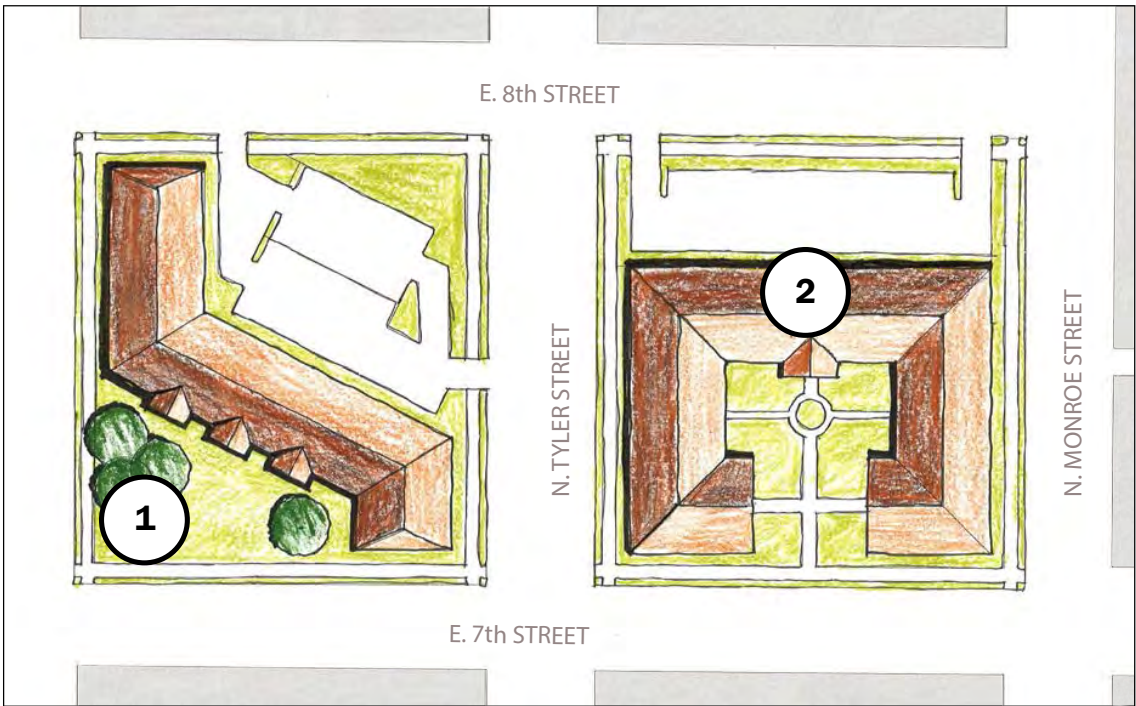 E. 8th STREET
2
N. TYLER STREET
N. MONROE STREET
1
E. 7th STREET